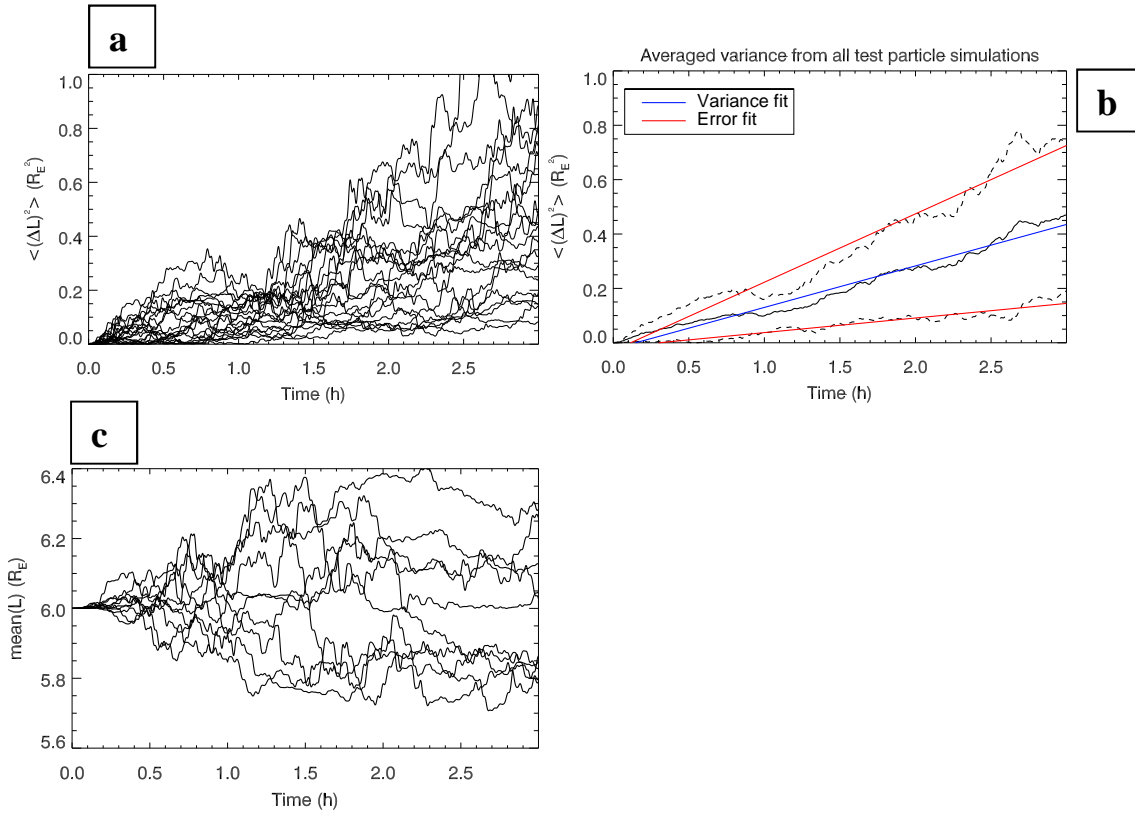 a
1.0
0.8
0.6
0.4
0.2
0.0
<(ΔL)²> (R_E²)
0.0 0.5 1.0 1.5 2.0 2.5
Time (h)
Averaged variance from all test particle simulations
b
Variance fit
Error fit
1.0
0.8
0.6
0.4
0.2
0.0
<(ΔL)²> (R_E²)
0.0 0.5 1.0 1.5 2.0 2.5
Time (h)
c
6.4
6.2
6.0
5.8
5.6
mean(L) (R_E)
0.0 0.5 1.0 1.5 2.0 2.5
Time (h)